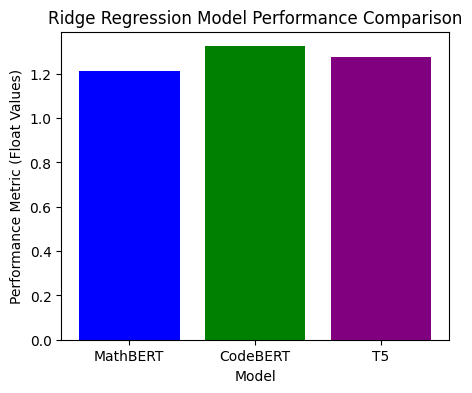 Ridge Regression Model Performance Comparison
Performance Metric (Float Values)
1.2
1.0
0.8
0.6
0.4
0.2
0.0
MathBERT CodeBERT T5
Model